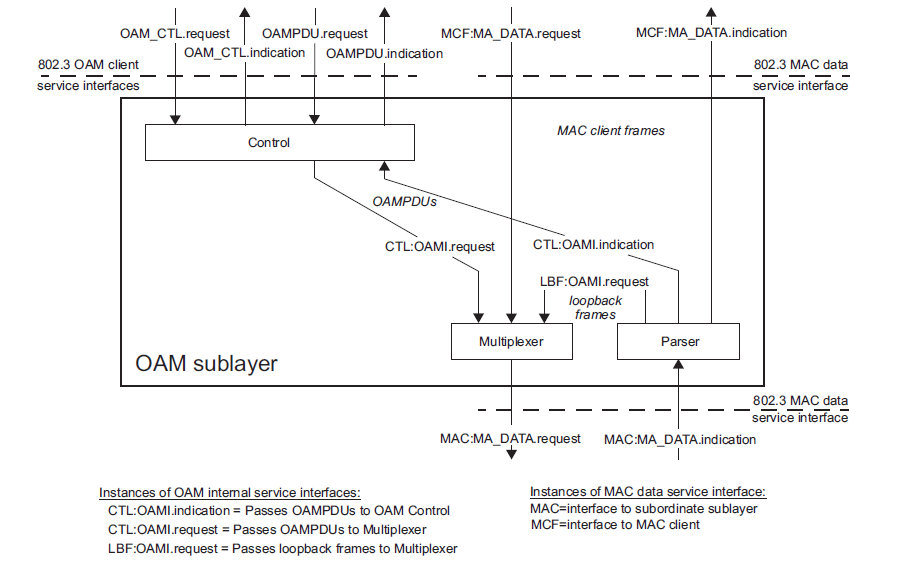 OAM_CTL.request
OAMPDU.request
MCF:MA_DATA.request
MCF:MA_DATA.indication
OAM_CTL.indication
OAMPDU.indication
802.3 OAM client
service interfaces
802.3 MAC data
service interface
Control
MAC client frames
OAMPDUs
CTL:OAMI.request
CTL:OAMI.indication
LBF:OAMI.request
loopback
frames
Multiplexer
Parser
OAM sublayer
802.3 MAC data
service interface
MAC:MA_DATA.request
MAC:MA_DATA.indication
Instances of OAM internal service interfaces:
CTL:OAMI.indication = Passes OAMPDUs to OAM Control
CTL:OAMI.request = Passes OAMPDUs to Multiplexer
LBF:OAMI.request = Passes loopback frames to Multiplexer
Instances of MAC data service interface:
MAC=interface to subordinate sublayer
MCF=interface to MAC client